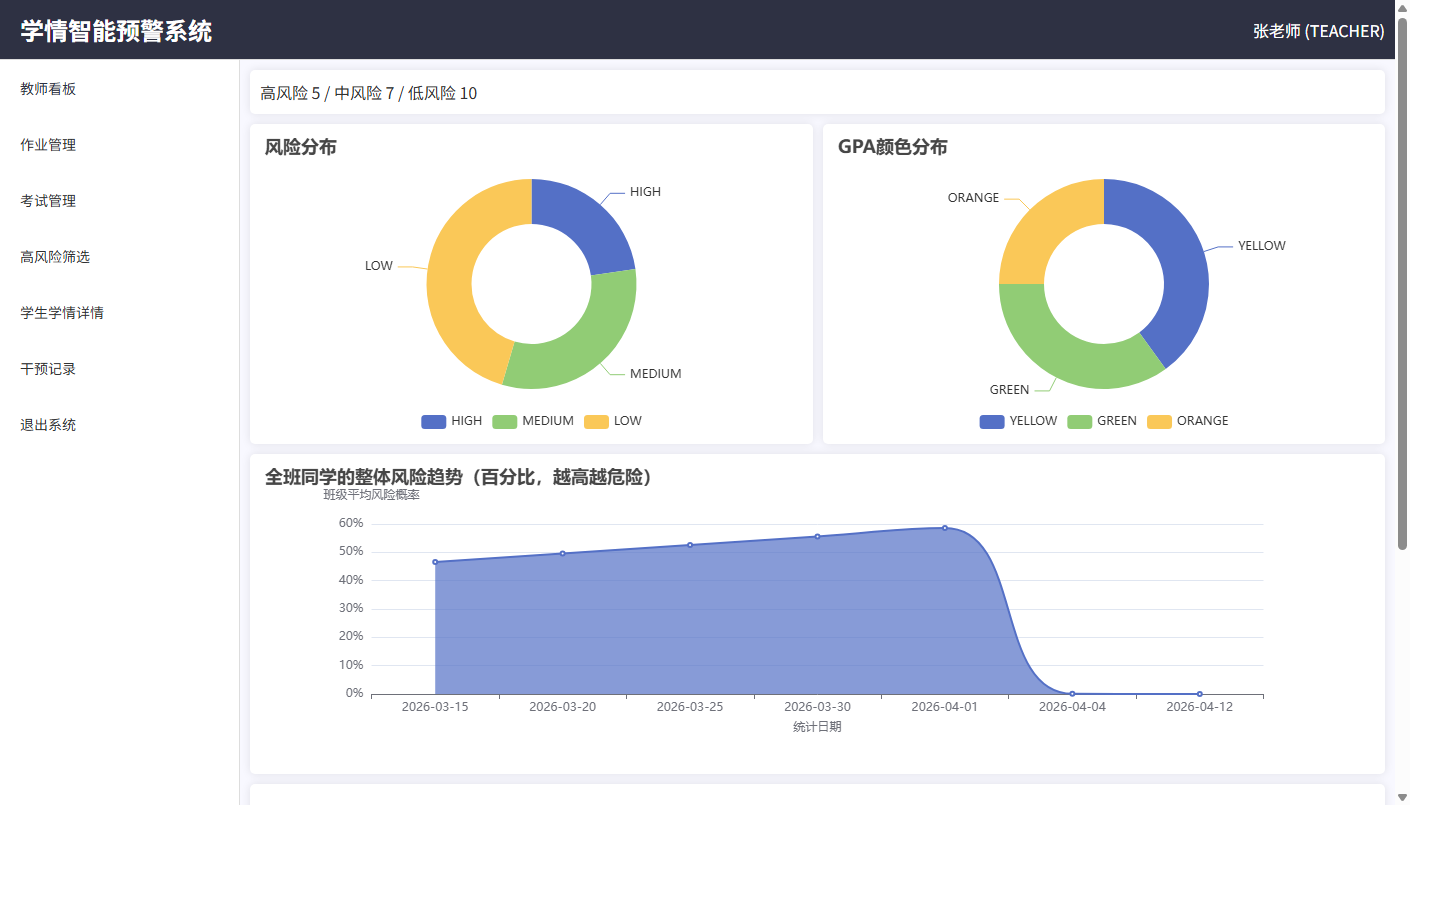 学情智能预警系统
张老师 (TEACHER)
教师看板
作业管理
考试管理
高风险筛选
学生学情详情
干预记录
退出系统
高风险 5 / 中风险 7 / 低风险 10
风险分布
HIGH
LOW
MEDIUM
HIGH MEDIUM LOW
GPA颜色分布
ORANGE
YELLOW
GREEN
YELLOW GREEN ORANGE
全班同学的整体风险趋势（百分比，越高越危险）
班级平均风险概率
60%
50%
40%
30%
20%
10%
0%
2026-03-15 2026-03-20 2026-03-25 2026-03-30 2026-04-01 2026-04-04 2026-04-12
统计日期